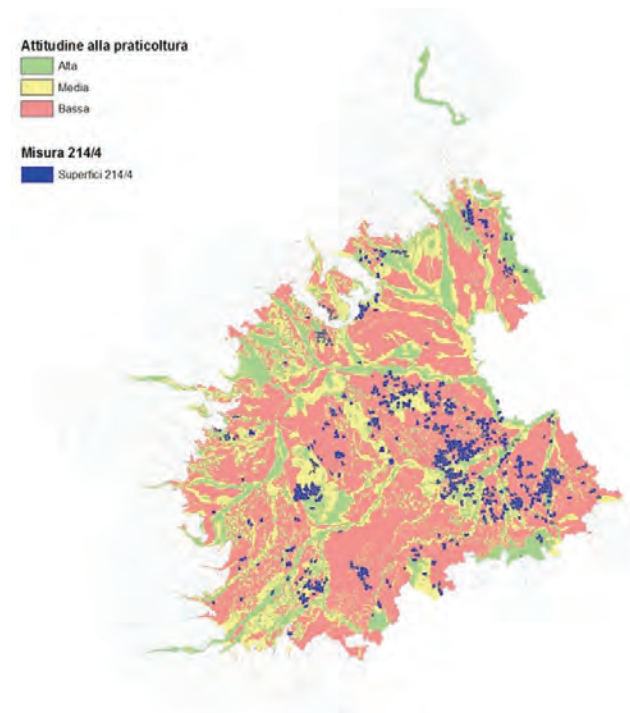 Attitudine alla praticoltura
Alta
Media
Bassa
Misura 214/4
Superfici 214/4